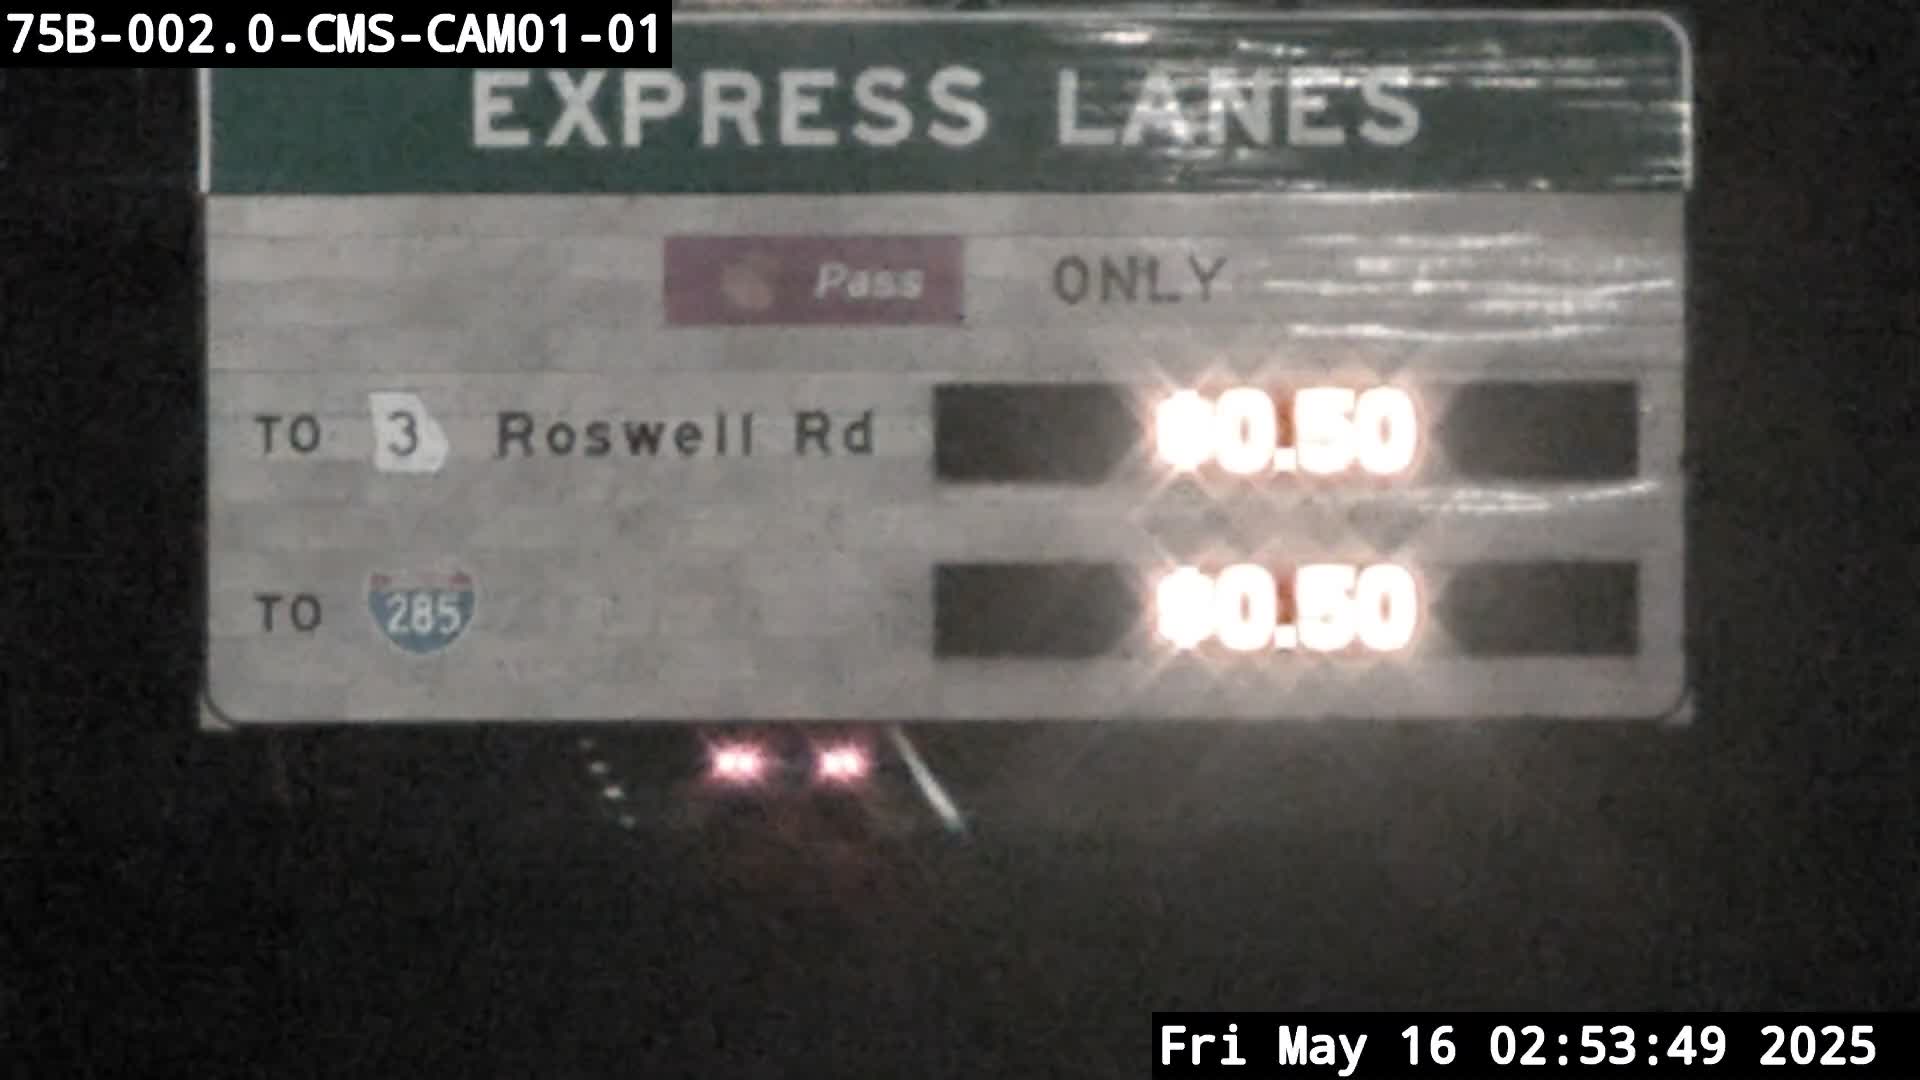 75B-002.0-CMS-CAM01-01
EXPRESS LANES
Pass ONLY
TO 3 Roswell Rd $0.50
TO 285 $0.50
Fri May 16 02:53:49 2025